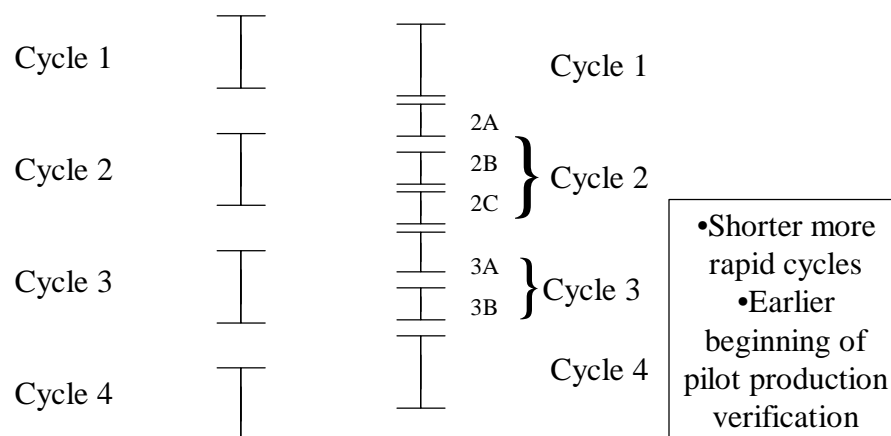 Cycle 1
Cycle 2
Cycle 3
Cycle 4
Cycle 1
2A
2B
2C
Cycle 2
3A
3B
Cycle 3
Cycle 4
•Shorter more
rapid cycles
•Earlier
beginning of
pilot production
verification